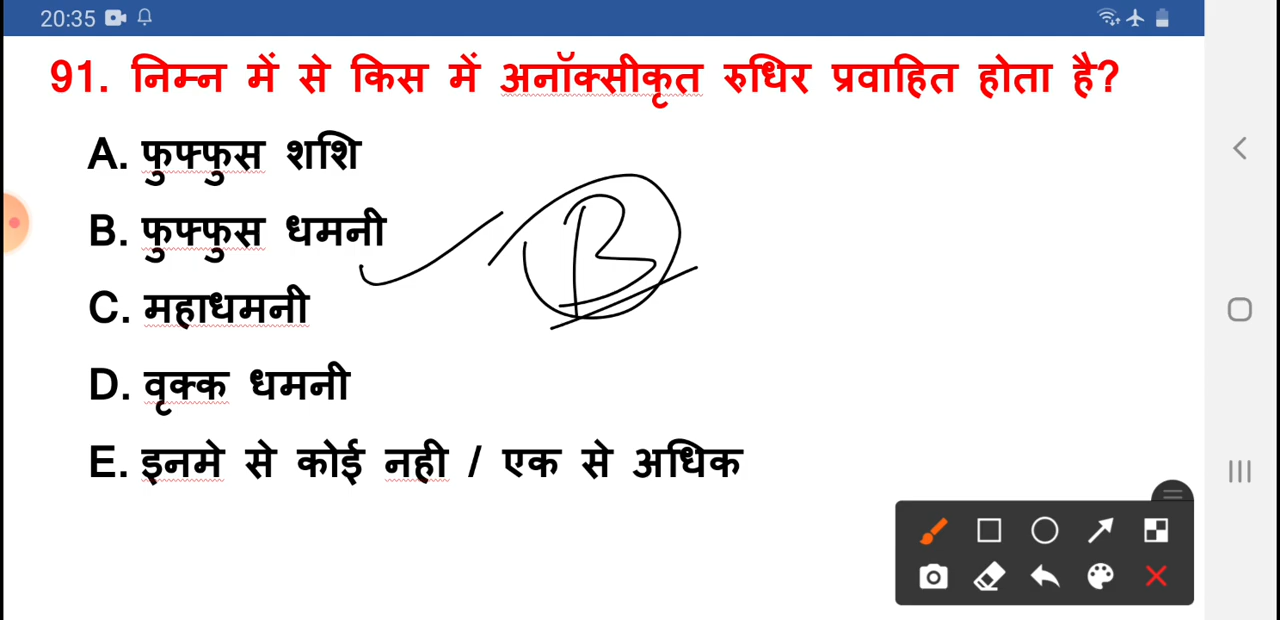 20:35
91. निम्न में से किस में अनॉक्सीकृत रुधिर प्रवाहित होता है?
A. फुफ्फुस शशि
B. फुफ्फुस धमनी
B
C. महाधमनी
D. वृक्क धमनी
E. इनमे से कोई नही / एक से अधिक